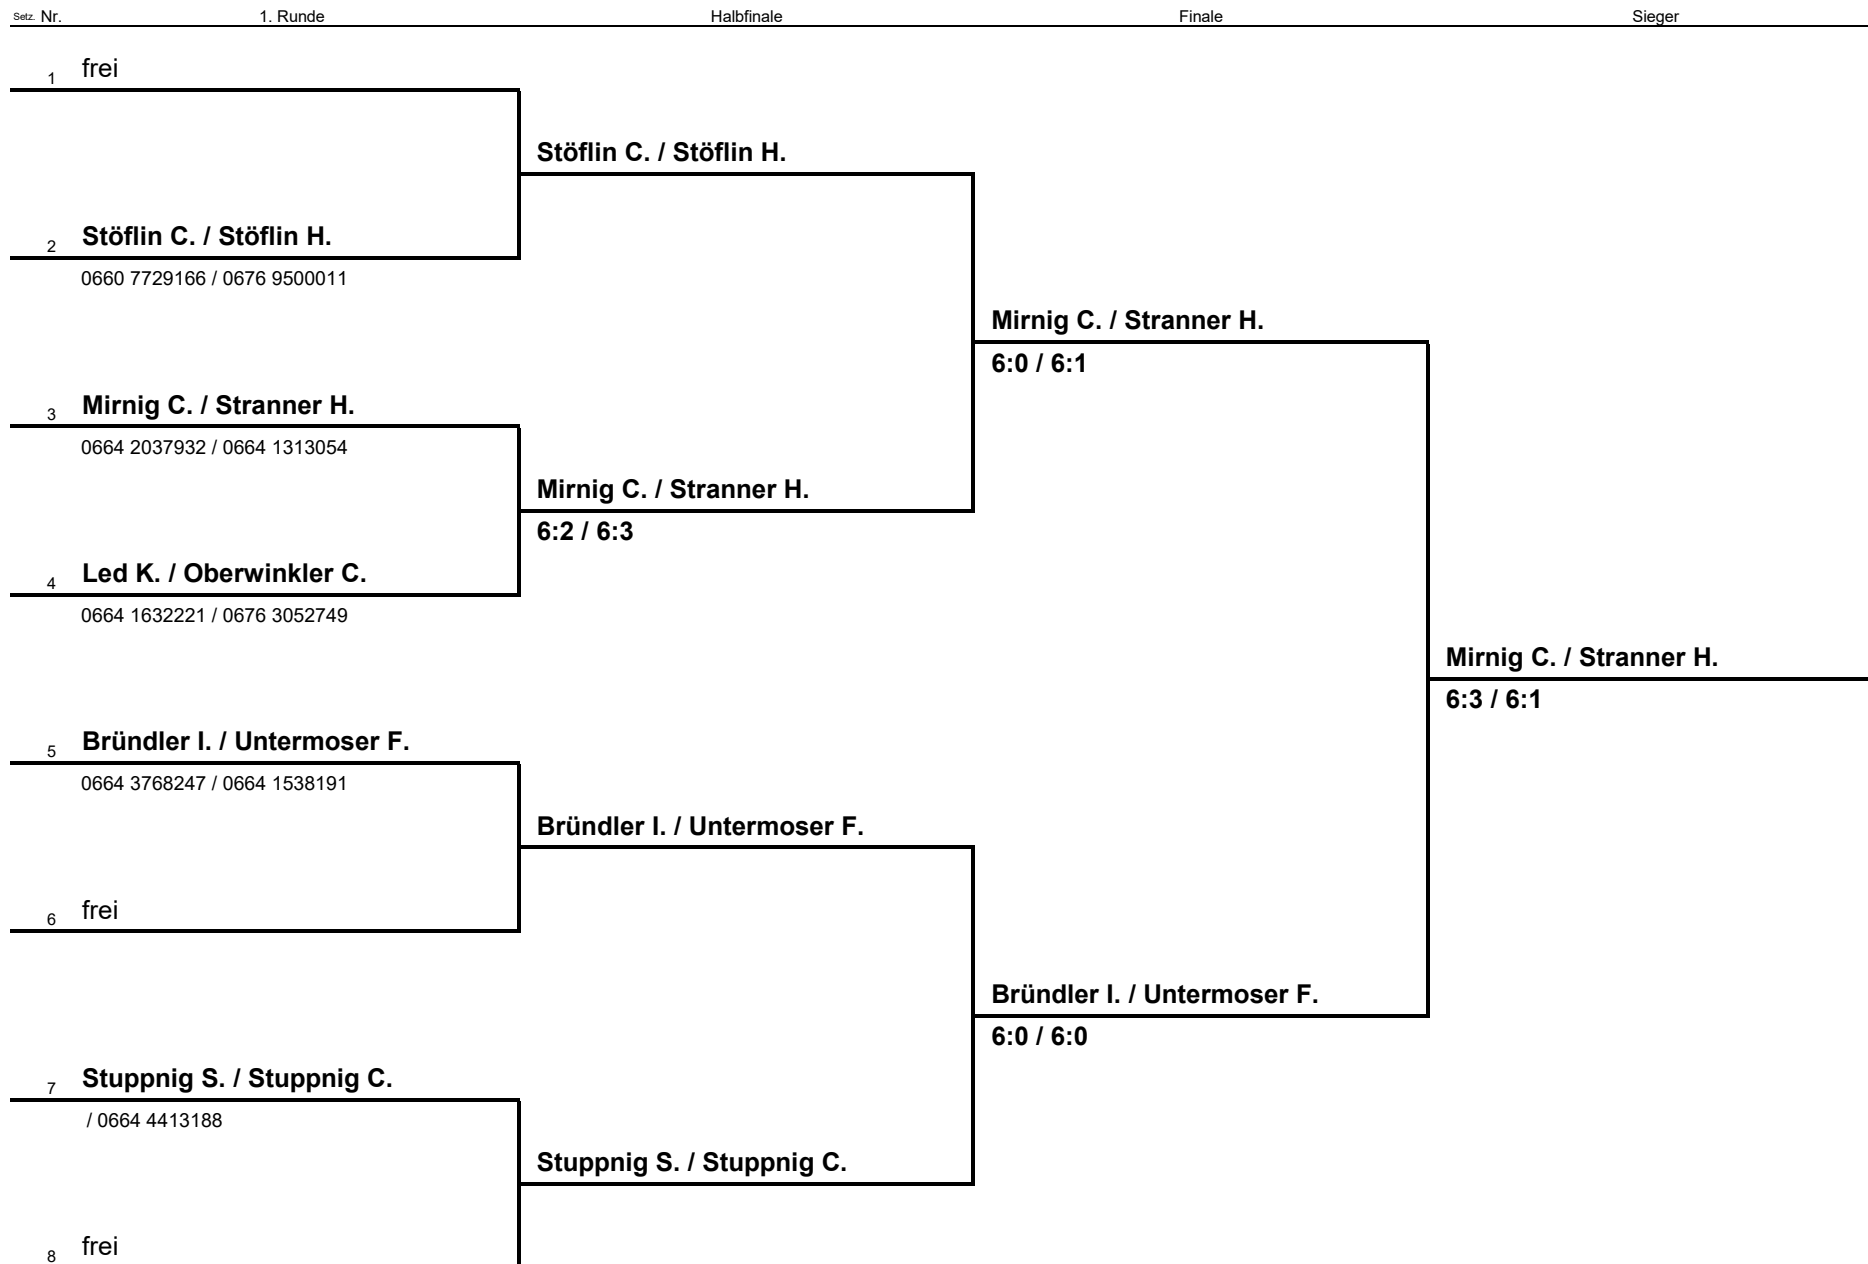 Setz. Nr. 1. Runde Halbfinale Finale Sieger
1 frei
Stöflin C. / Stöflin H.
2 Stöflin C. / Stöflin H.
0660 7729166 / 0676 9500011
Mirnig C. / Stranner H.
6:0 / 6:1
3 Mirnig C. / Stranner H.
0664 2037932 / 0664 1313054
Mirnig C. / Stranner H.
6:2 / 6:3
4 Led K. / Oberwinkler C.
0664 1632221 / 0676 3052749
Mirnig C. / Stranner H.
6:3 / 6:1
5 Bründler I. / Untermoser F.
0664 3768247 / 0664 1538191
Bründler I. / Untermoser F.
6 frei
Bründler I. / Untermoser F.
6:0 / 6:0
7 Stuppnig S. / Stuppnig C.
/ 0664 4413188
Stuppnig S. / Stuppnig C.
8 frei